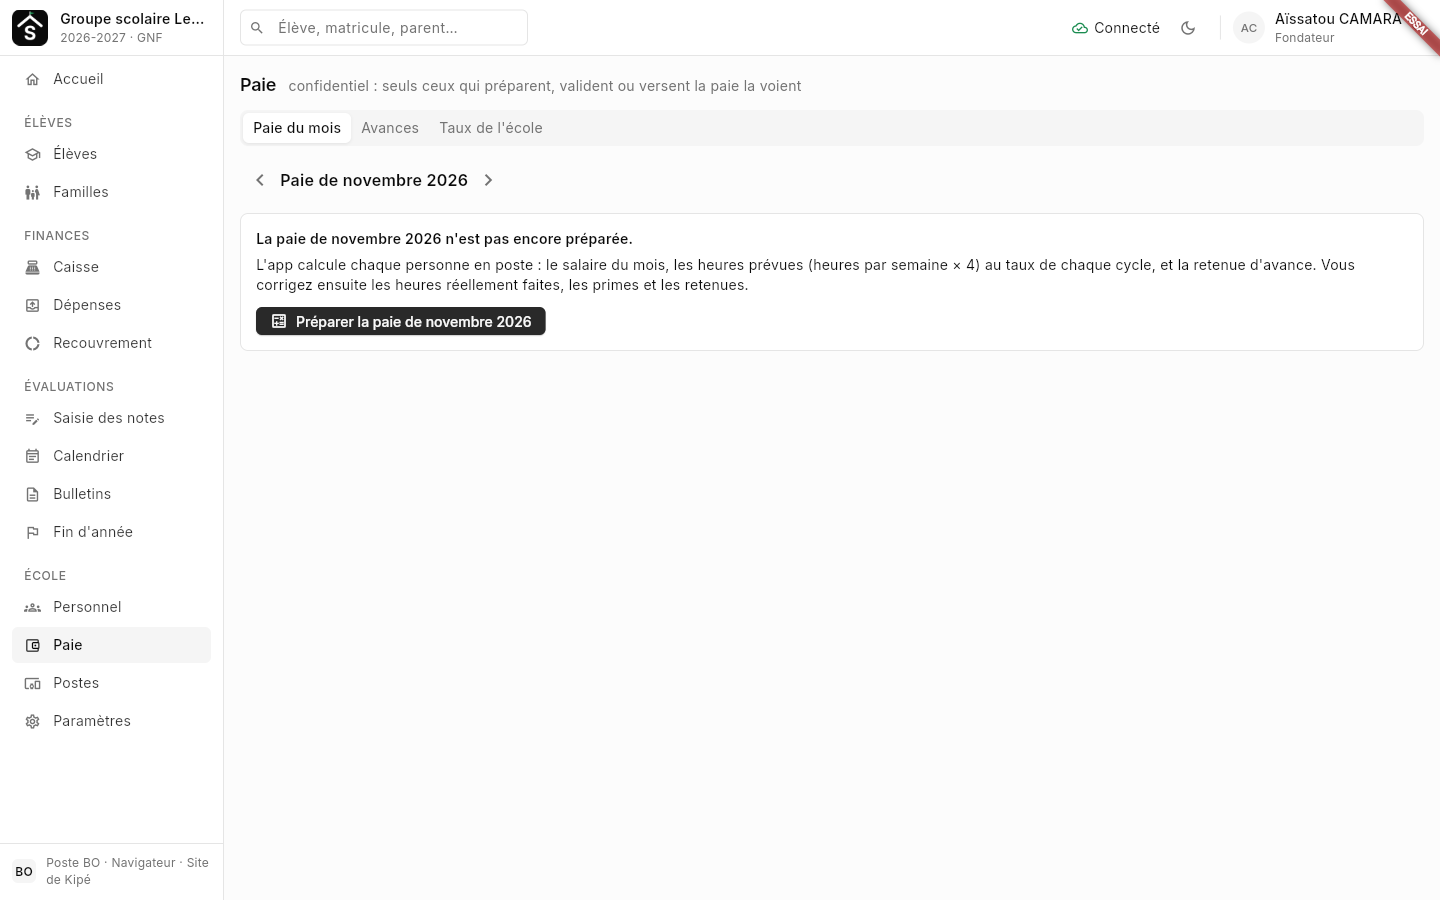 Groupe scolaire Le...
2026-2027 · GNF
Élève, matricule, parent...
Connecté
AC
Aïssatou CAMARA
Fondateur
ESSAI
Accueil
ÉLÈVES
Élèves
Familles
FINANCES
Caisse
Dépenses
Recouvrement
ÉVALUATIONS
Saisie des notes
Calendrier
Bulletins
Fin d'année
ÉCOLE
Personnel
Paie
Postes
Paramètres
BO
Poste BO · Navigateur · Site
de Kipé
Paie confidentiel : seuls ceux qui préparent, valident ou versent la paie la voient
Paie du mois Avances Taux de l'école
Paie de novembre 2026
La paie de novembre 2026 n'est pas encore préparée.
L'app calcule chaque personne en poste : le salaire du mois, les heures prévues (heures par semaine × 4) au taux de chaque cycle, et la retenue d'avance. Vous
corrigez ensuite les heures réellement faites, les primes et les retenues.
Préparer la paie de novembre 2026